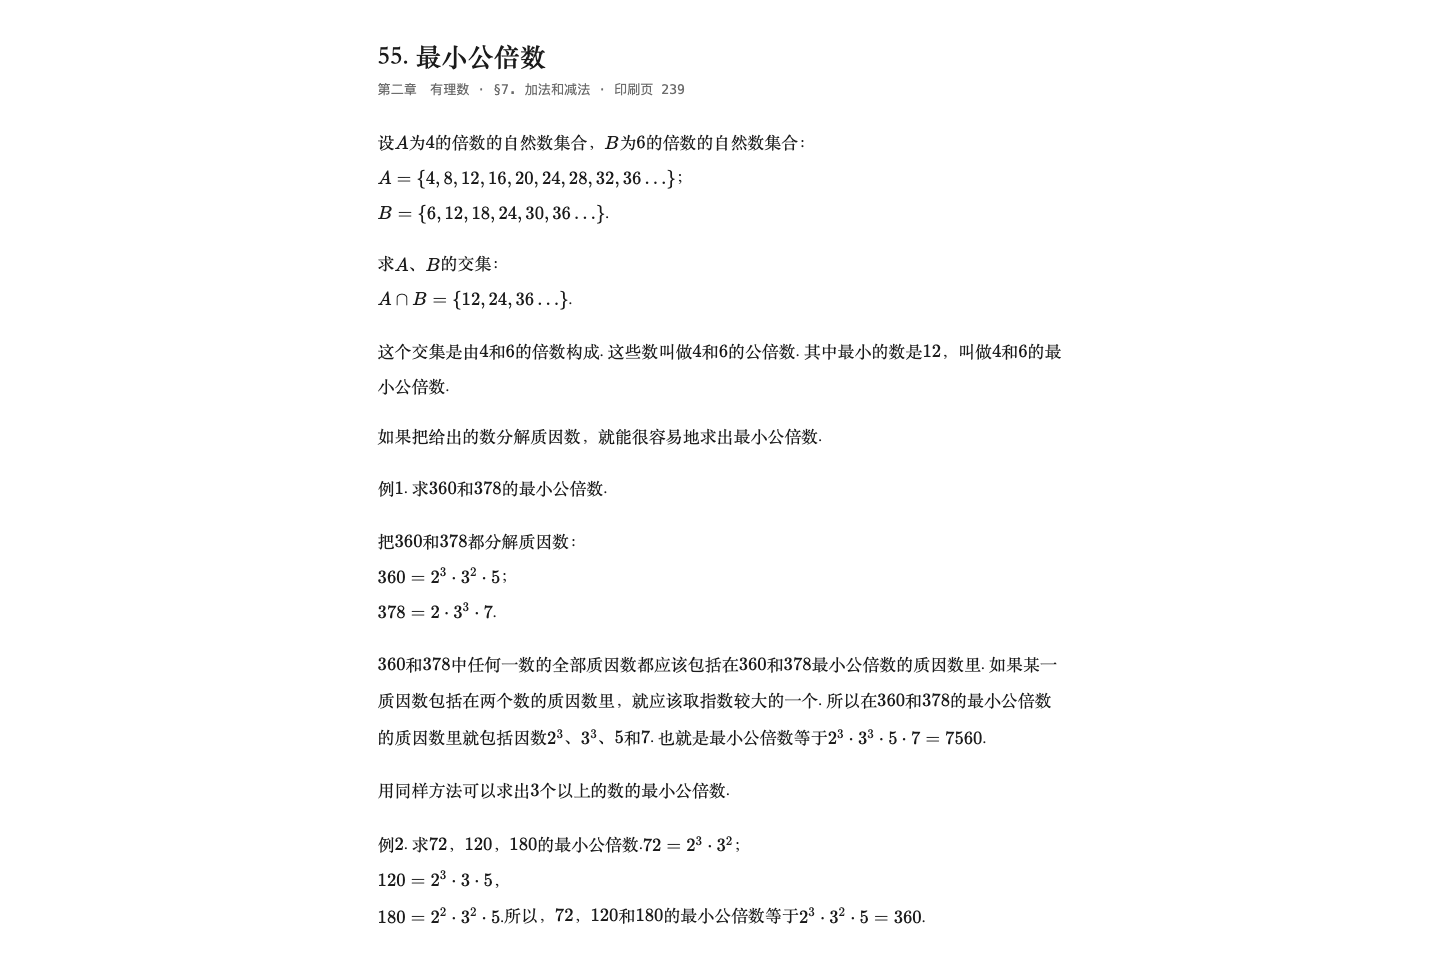 55. 最小公倍数
第二章 有理数 · §7. 加法和减法 · 印刷页 239
设A为4的倍数的自然数集合，B为6的倍数的自然数集合：
A = {4, 8, 12, 16, 20, 24, 28, 32, 36 …}；
B = {6, 12, 18, 24, 30, 36 …}.
求A、B的交集：
A ∩ B = {12, 24, 36 …}.
这个交集是由4和6的倍数构成. 这些数叫做4和6的公倍数. 其中最小的数是12，叫做4和6的最
小公倍数.
如果把给出的数分解质因数，就能很容易地求出最小公倍数.
例1. 求360和378的最小公倍数.
把360和378都分解质因数：
360 = 2³ · 3² · 5；
378 = 2 · 3³ · 7.
360和378中任何一数的全部质因数都应该包括在360和378最小公倍数的质因数里. 如果某一
质因数包括在两个数的质因数里，就应该取指数较大的一个. 所以在360和378的最小公倍数
的质因数里就包括因数2³、3³、5和7. 也就是最小公倍数等于2³ · 3³ · 5 · 7 = 7560.
用同样方法可以求出3个以上的数的最小公倍数.
例2. 求72，120，180的最小公倍数.72 = 2³ · 3²；
120 = 2³ · 3 · 5，
180 = 2² · 3² · 5.所以，72，120和180的最小公倍数等于2³ · 3² · 5 = 360.